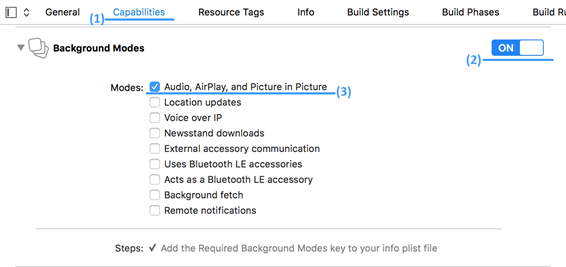 General Capabilities Resource Tags Info Build Settings Build Phases Build Ru
(1)
Background Modes ON
(2)
Modes: Audio, AirPlay, and Picture in Picture
(3)
Location updates
Voice over IP
Newsstand downloads
External accessory communication
Uses Bluetooth LE accessories
Acts as a Bluetooth LE accessory
Background fetch
Remote notifications
Steps: ✓ Add the Required Background Modes key to your info plist file